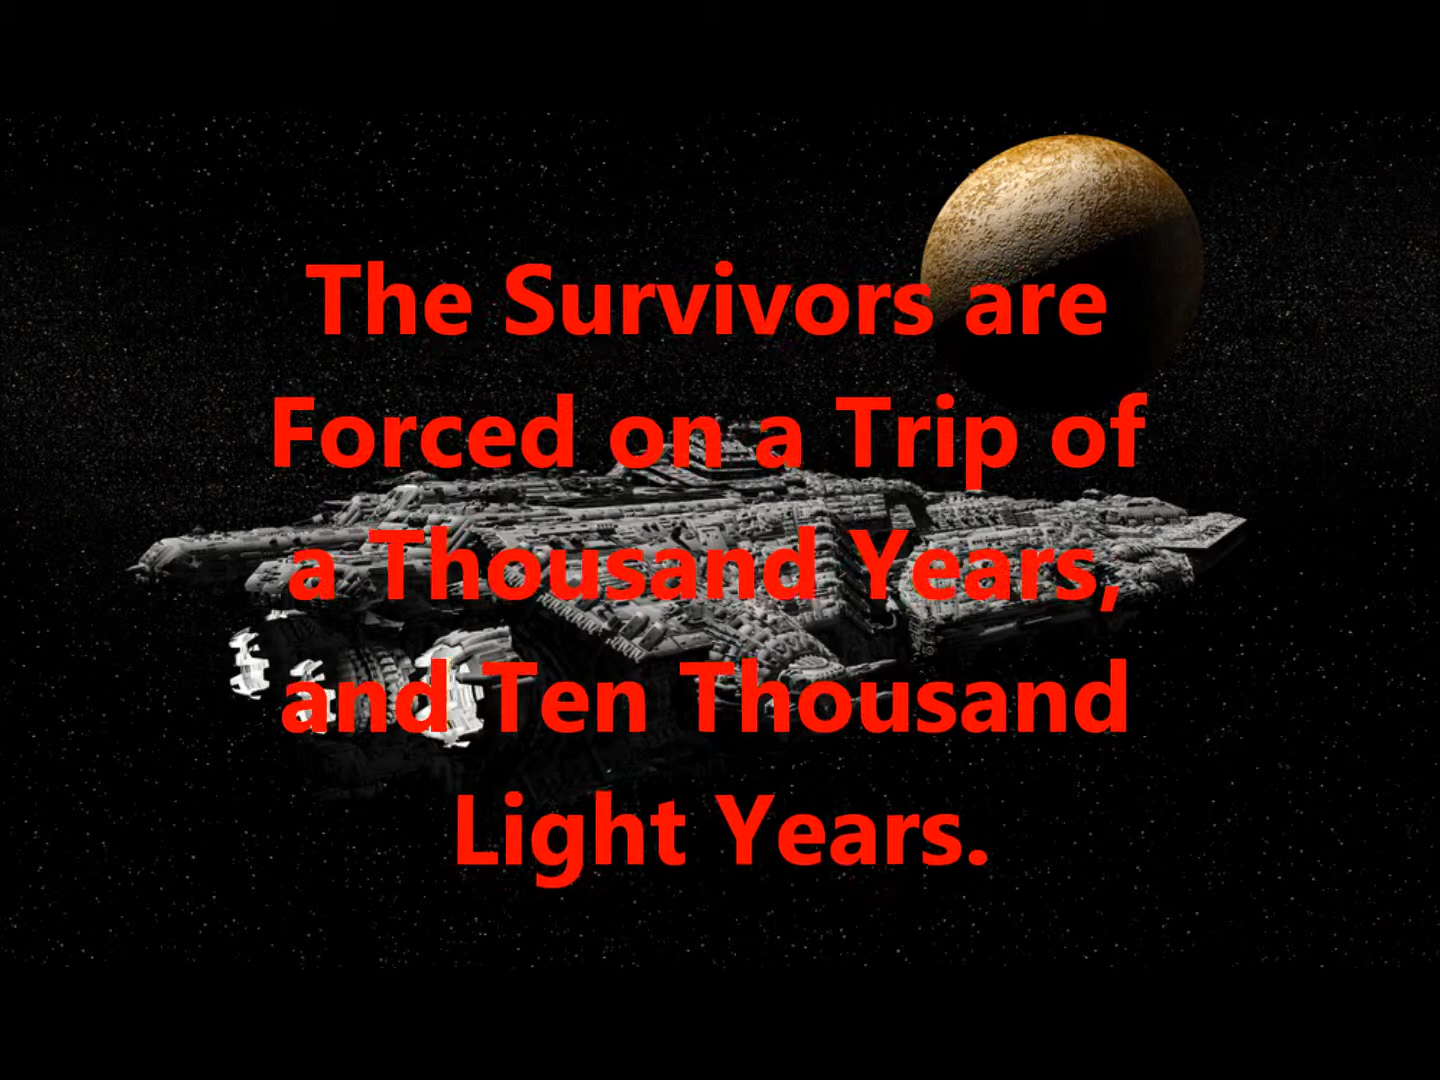 The Survivors are
Forced on a Trip of
a Thousand Years,
and Ten Thousand
Light Years.